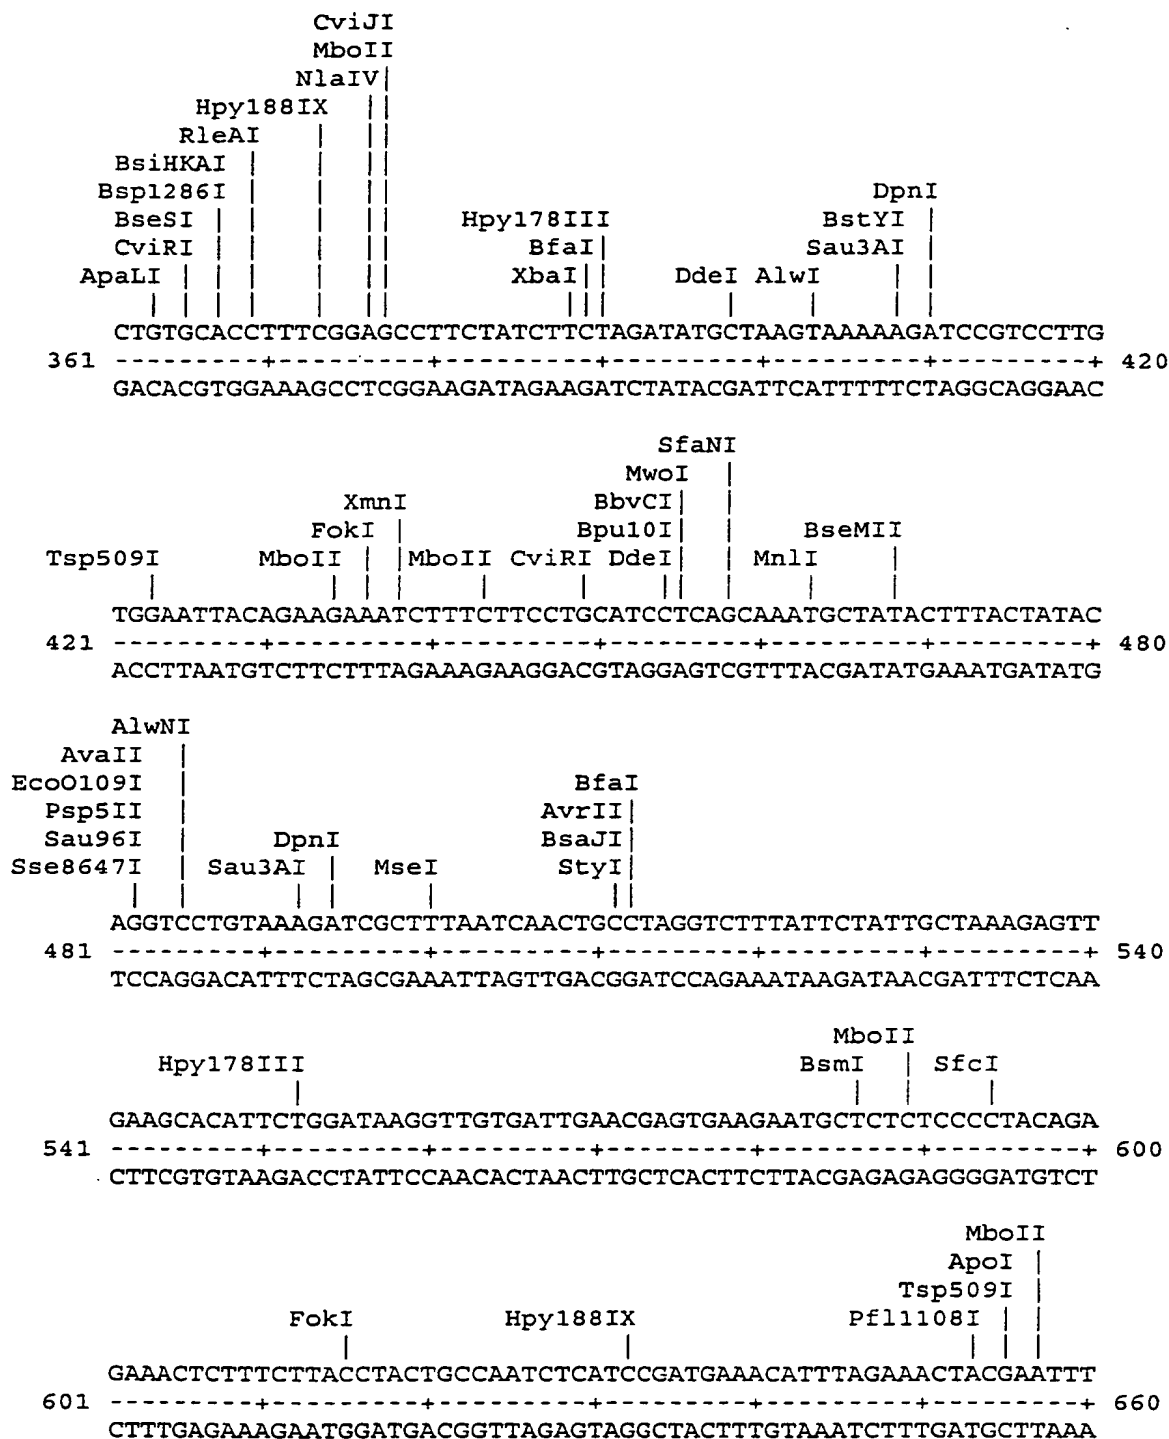 CviJI
MboII
NlaIV
Hpy188IX
RleAI
BsiHKAI
Bsp1286I DpnI
BseSI Hpy178III BstYI
CviRI BfaI Sau3AI
ApaLI XbaI DdeI AlwI
CTGTGCACCTTTCGGAGCCTTCTATCTTCTAGATATGCTAAGTAAAAAGATCCGTCCTTG
361 ---------+---------+---------+---------+---------+---------+ 420
GACACGTGGAAAGCCTCGGAAGATAGAAGATCTATACGATTCATTTTTCTAGGCAGGAAC
SfaNI
MwoI
XmnI BbvCI
FokI Bpu10I BseMII
Tsp509I MboII MboII CviRI DdeI MnlI
TGGAATTACAGAAGAAATCTTTCTTCCTGCATCCTCAGCAAATGCTATACTTTACTATAC
421 ---------+---------+---------+---------+---------+---------+ 480
ACCTTAATGTCTTCTTTAGAAAGAAGGACGTAGGAGTCGTTTACGATATGAAATGATATG
AlwNI
AvaII
EcoO109I BfaI
Psp5II AvrII
Sau96I DpnI BsaJI
Sse8647I Sau3AI MseI StyI
AGGTCCTGTAAAGATCGCTTTAATCAACTGCCTAGGTCTTTATTCTATTGCTAAAGAGTT
481 ---------+---------+---------+---------+---------+---------+ 540
TCCAGGACATTTCTAGCGAAATTAGTTGACGGATCCAGAAATAAGATAACGATTTCTCAA
MboII
Hpy178III BsmI SfcI
GAAGCACATTCTGGATAAGGTTGTGATTGAACGAGTGAAGAATGCTCTCTCCCCTACAGA
541 ---------+---------+---------+---------+---------+---------+ 600
CTTCGTGTAAGACCTATTCCAACACTAACTTGCTCACTTCTTACGAGAGAGGGGATGTCT
MboII
ApoI
Tsp509I
FokI Hpy188IX Pfl1108I
GAAACTCTTTCTTACCTACTGCCAATCTCATCCGATGAAACATTTAGAAACTACGAATTT
601 ---------+---------+---------+---------+---------+---------+ 660
CTTTGAGAAAGAATGGATGACGGTTAGAGTAGGCTACTTTGTAAATCTTTGATGCTTAAA